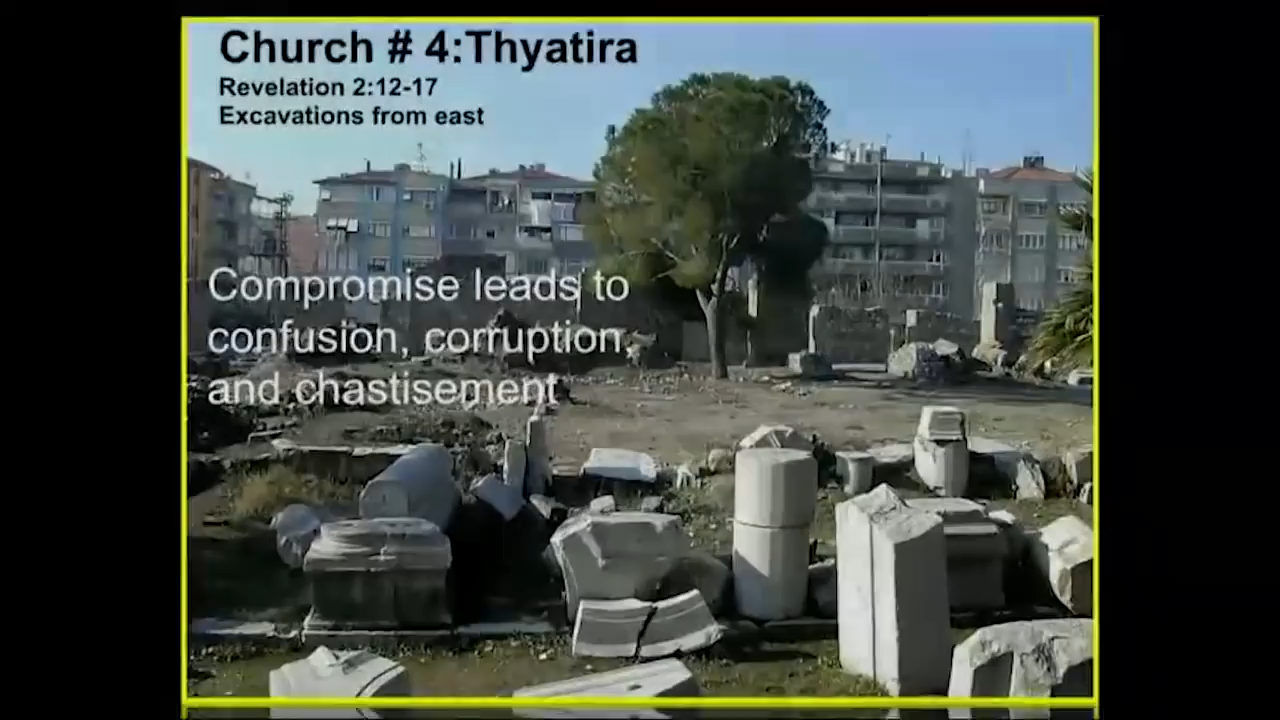 Church # 4:Thyatira
Revelation 2:12-17
Excavations from east
Compromise leads to
confusion, corruption,
and chastisement